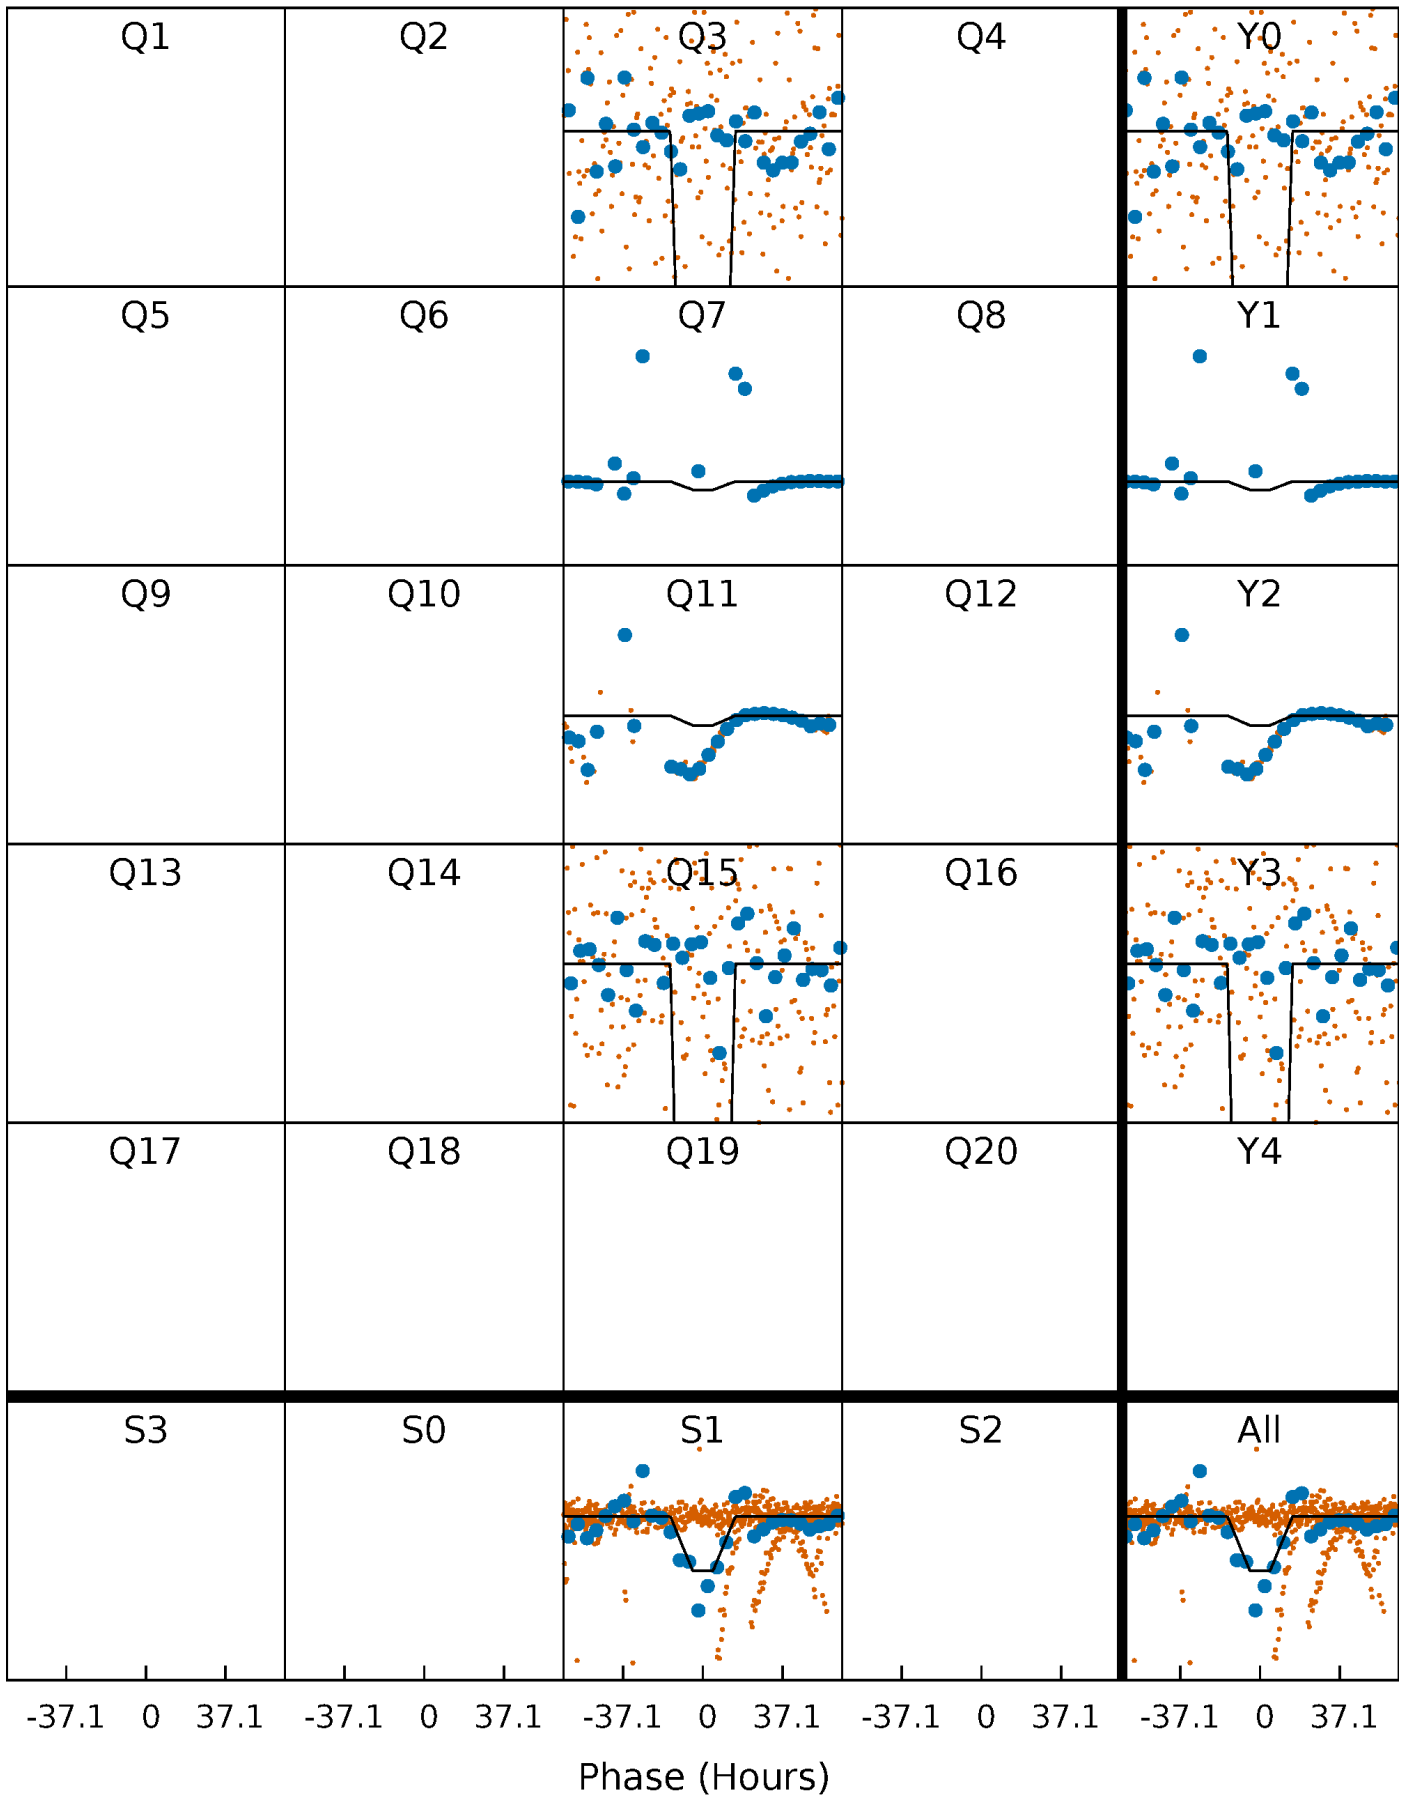 Q1 Q2 Q3 Q4 Y0
Q5 Q6 Q7 Q8 Y1
Q9 Q10 Q11 Q12 Y2
Q13 Q14 Q15 Q16 Y3
Q17 Q18 Q19 Q20 Y4
S3 S0 S1 S2 All
-37.1 0 37.1 -37.1 0 37.1 -37.1 0 37.1 -37.1 0 37.1 -37.1 0 37.1
Phase (Hours)